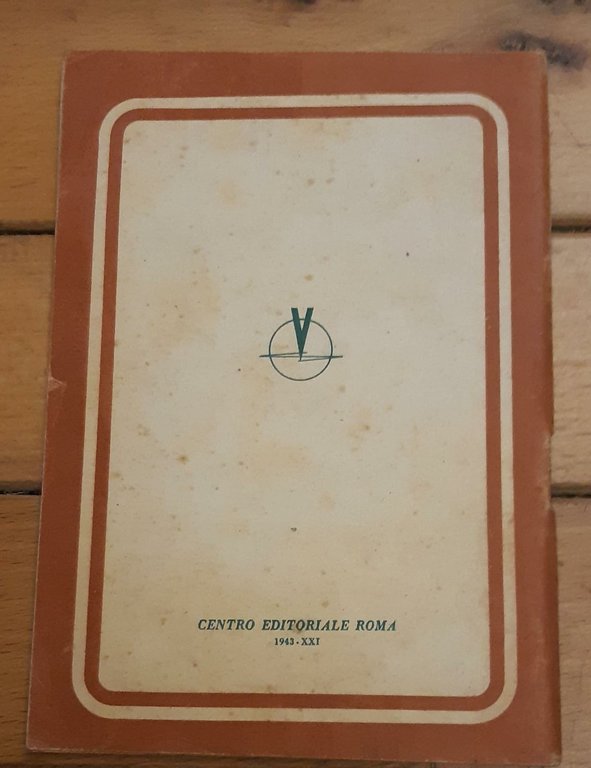 V
CENTRO EDITORIALE ROMA
1943-XXI